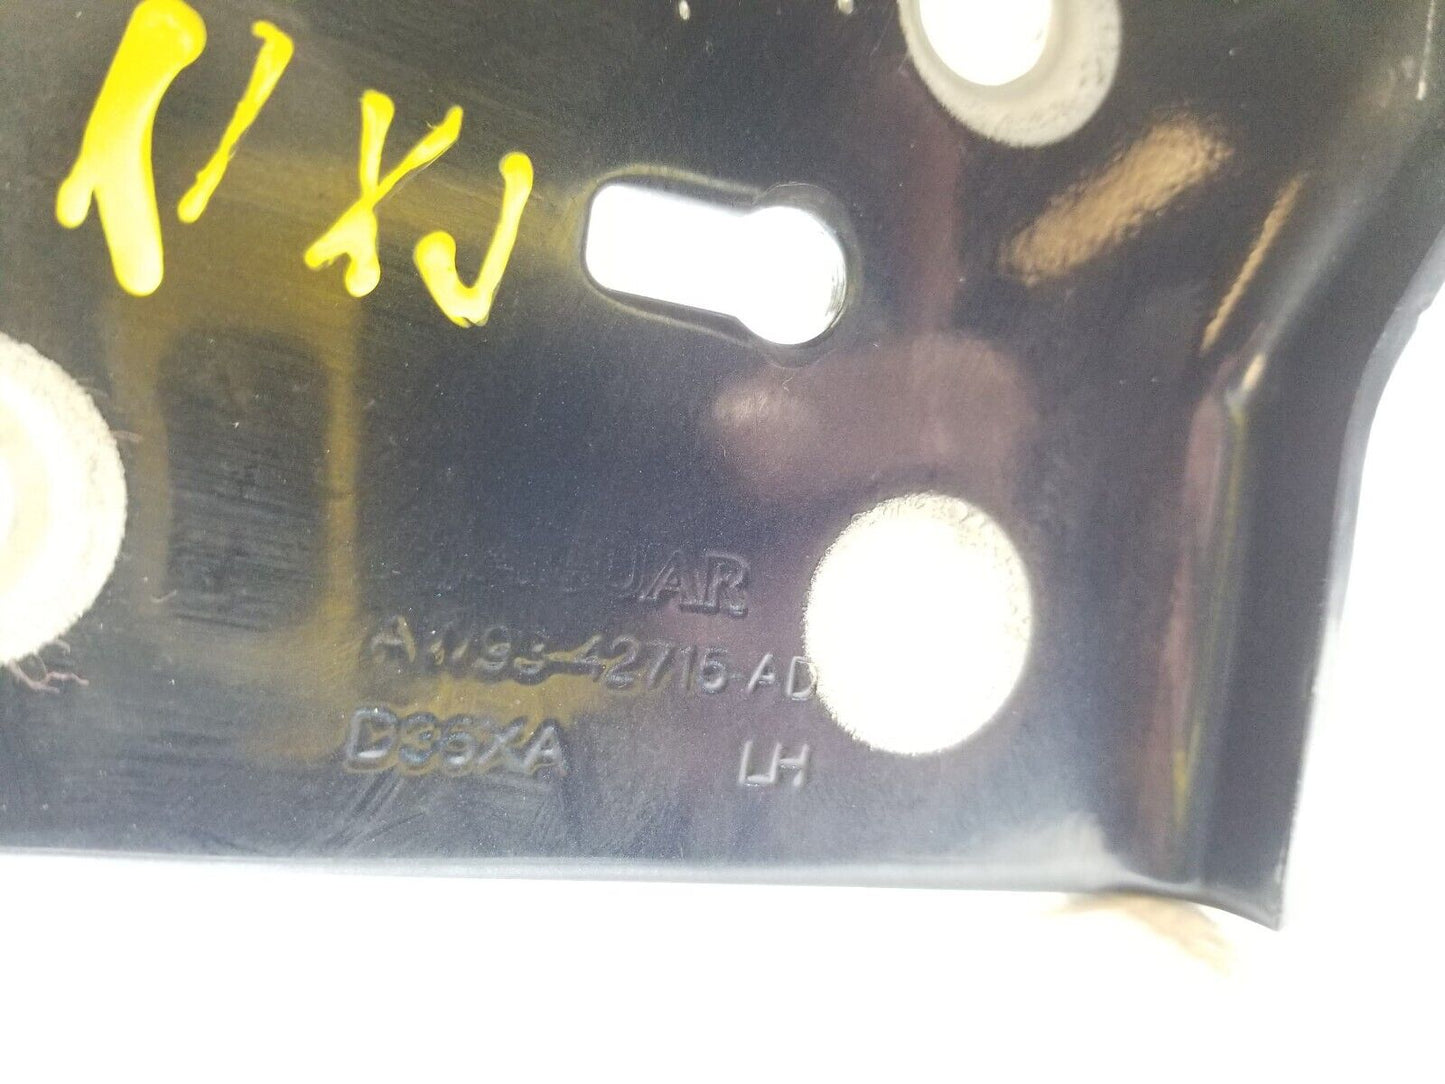 11 XJ
JAGUAR
AW93-42715-AD
D35XA LH